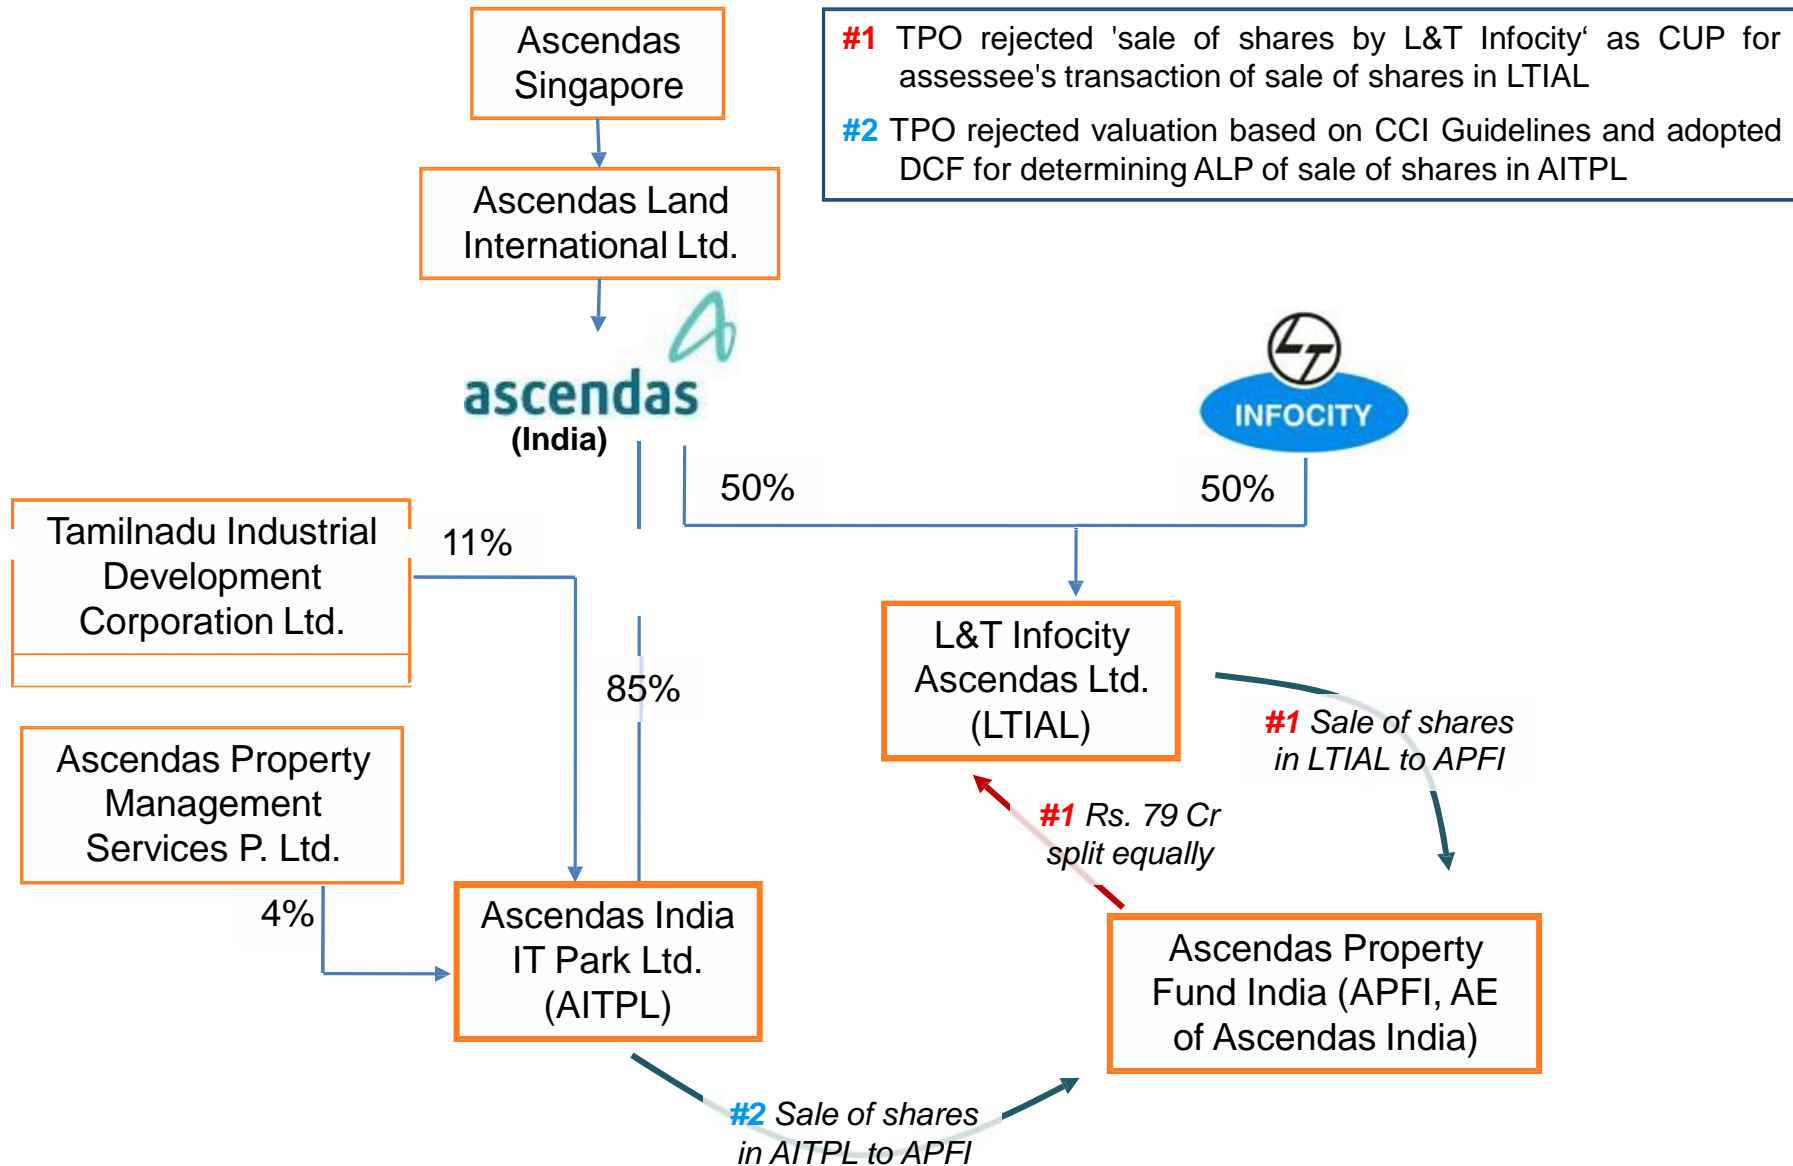 Ascendas
Singapore
#1 TPO rejected 'sale of shares by L&T Infocity‘ as CUP for
assessee's transaction of sale of shares in LTIAL
#2 TPO rejected valuation based on CCI Guidelines and adopted
DCF for determining ALP of sale of shares in AITPL
Ascendas Land
International Ltd.
ascendas
(India)
LT
INFOCITY
50%
50%
Tamilnadu Industrial
Development
Corporation Ltd.
11%
85%
L&T Infocity
Ascendas Ltd.
(LTIAL)
#1 Sale of shares
in LTIAL to APFI
Ascendas Property
Management
Services P. Ltd.
#1 Rs. 79 Cr
split equally
4%
Ascendas India
IT Park Ltd.
(AITPL)
Ascendas Property
Fund India (APFI, AE
of Ascendas India)
#2 Sale of shares
in AITPL to APFI